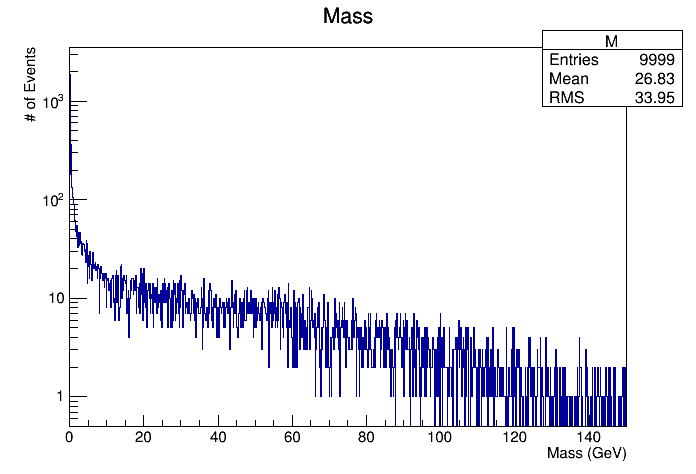 Mass
M
Entries 9999
Mean 26.83
RMS 33.95
# of Events
10³
10²
10
1
0 20 40 60 80 100 120 140
Mass (GeV)